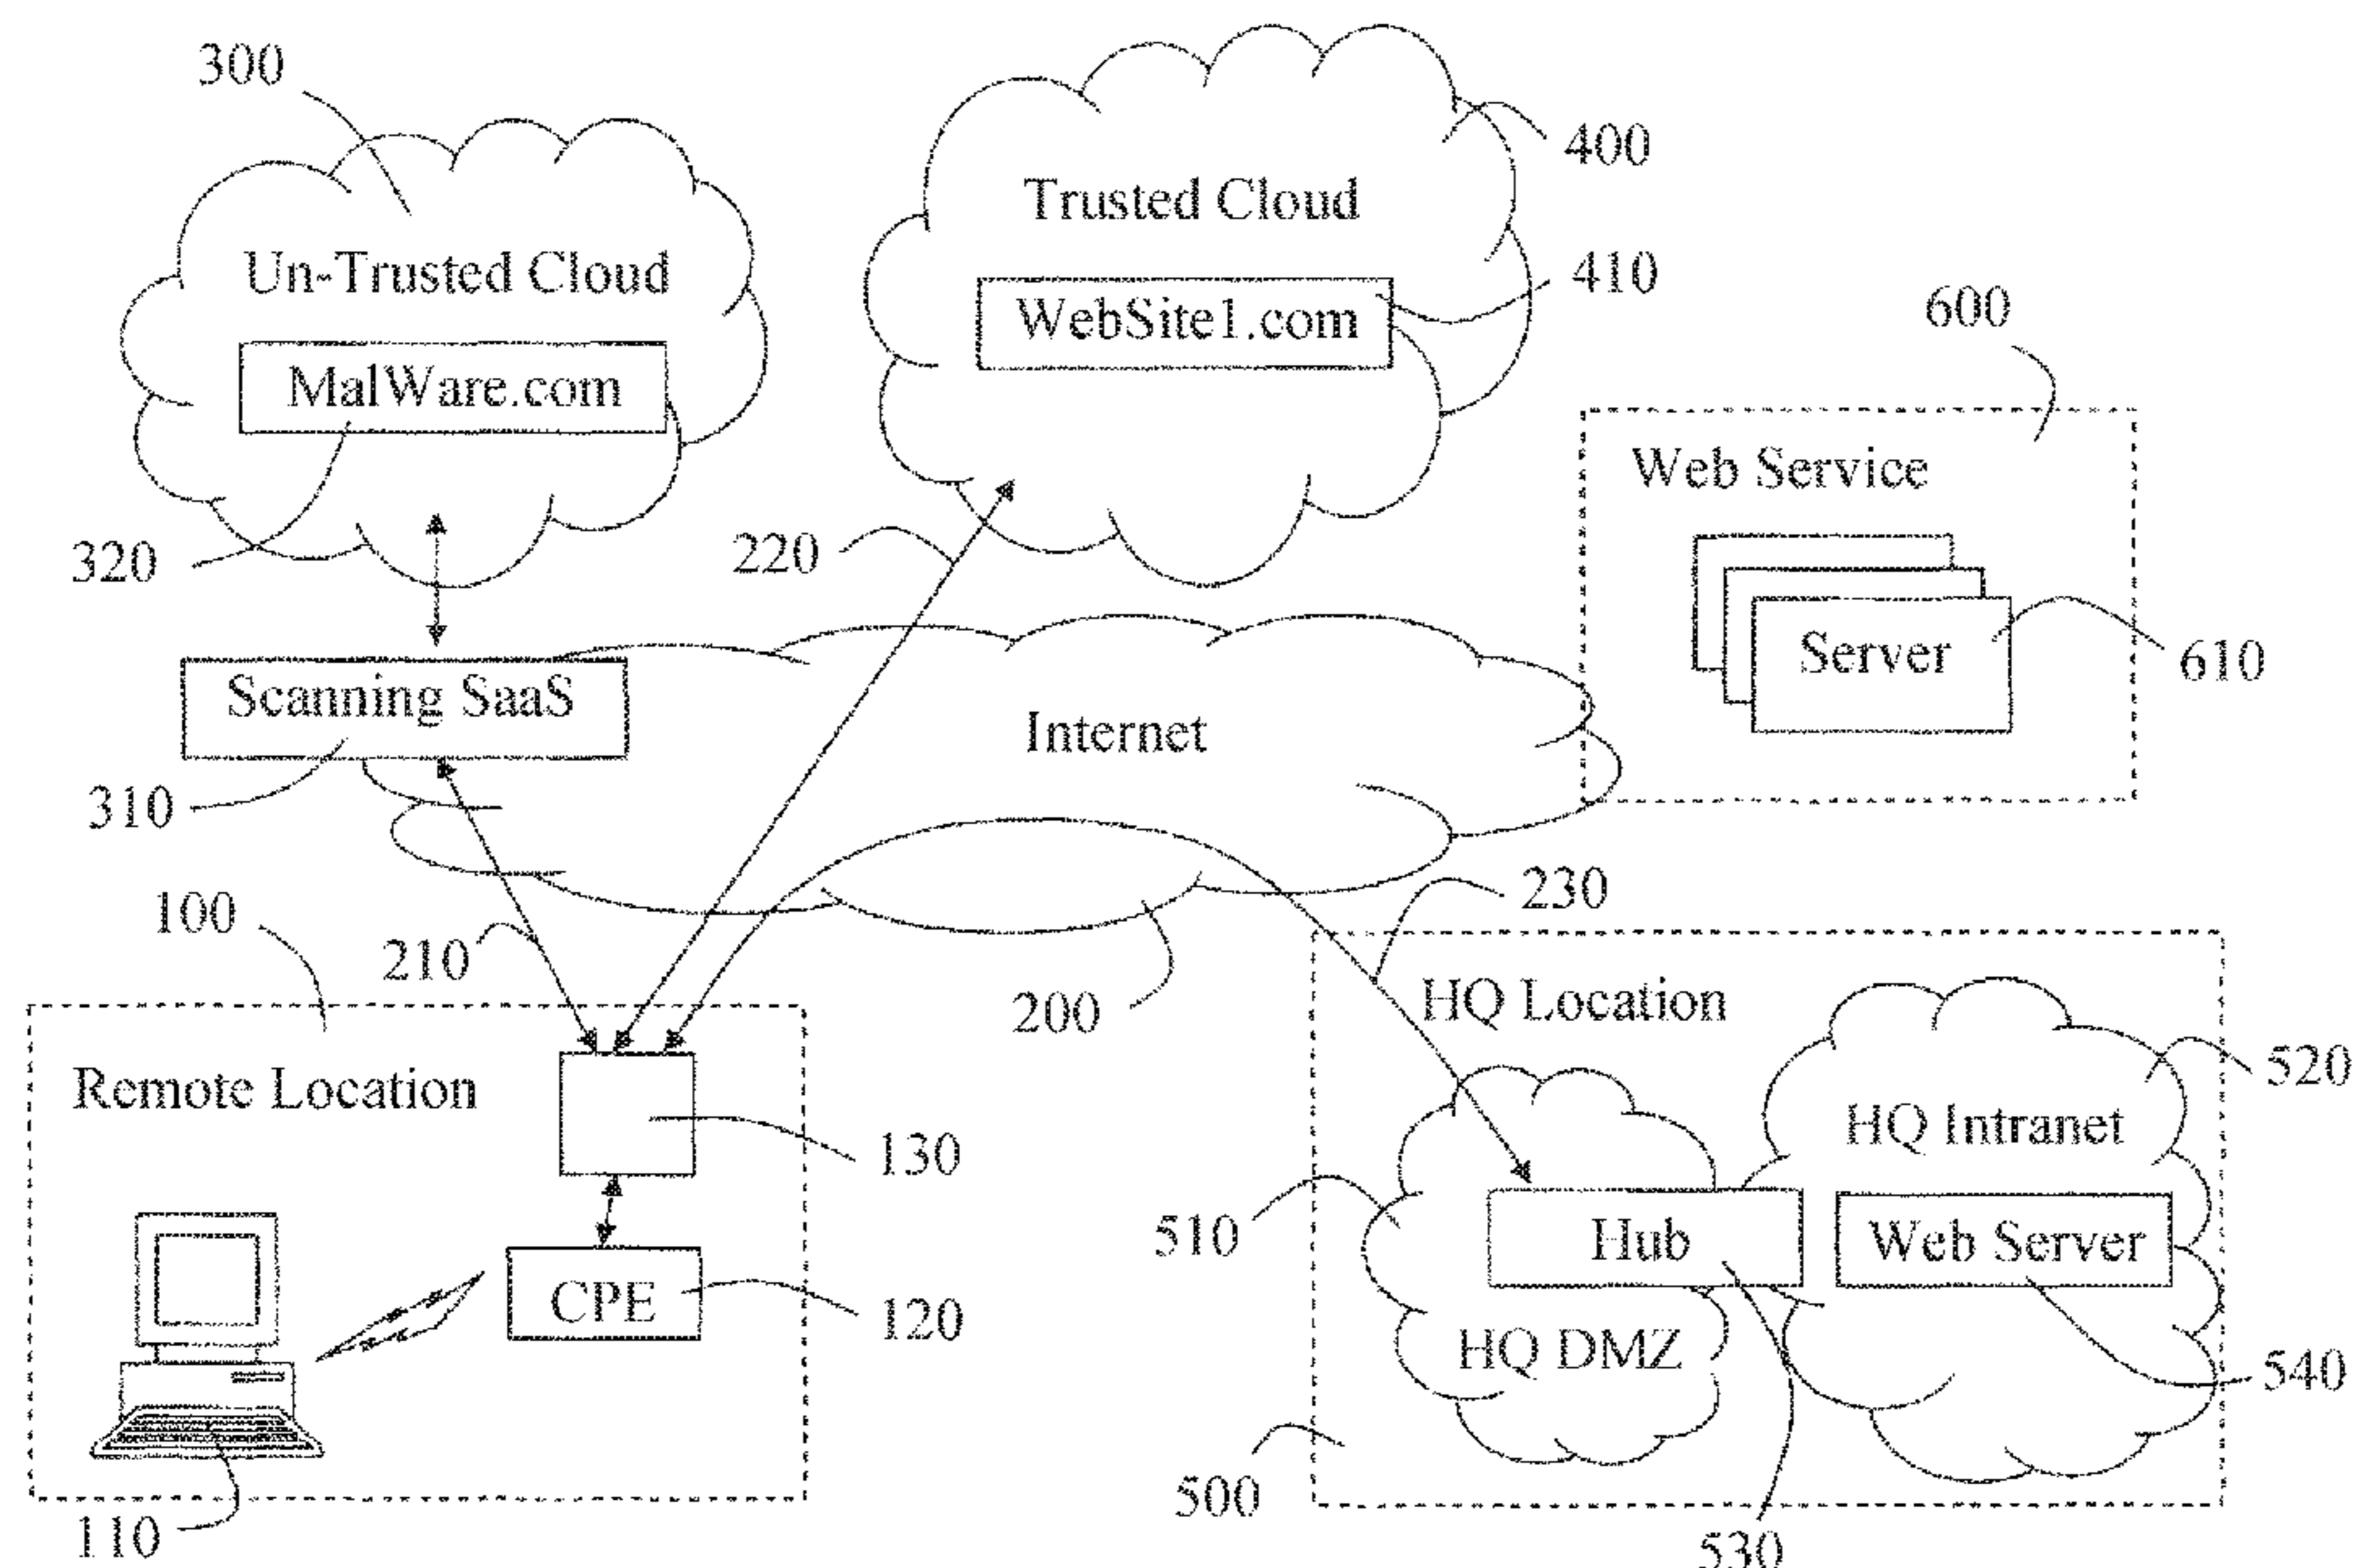 300
400
Trusted Cloud
Un-Trusted Cloud
410
WebSite1.com
600
MalWare.com
Web Service
320
220
Server
610
Scanning SaaS
Internet
310
230
100
210
200
HQ Location
520
Remote Location
HQ Intranet
130
510
Hub
Web Server
CPE
120
HQ DMZ
540
500
110
530